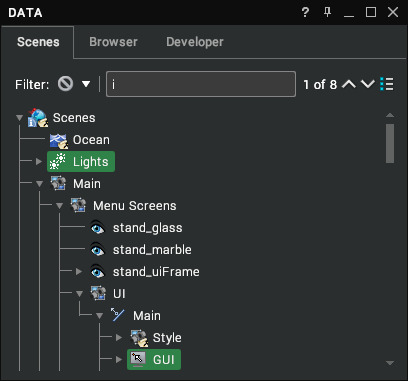 DATA
?
Scenes Browser Developer
Filter: i 1 of 8
Scenes
Ocean
Lights
Main
Menu Screens
stand_glass
stand_marble
stand_uiFrame
UI
Main
Style
GUI